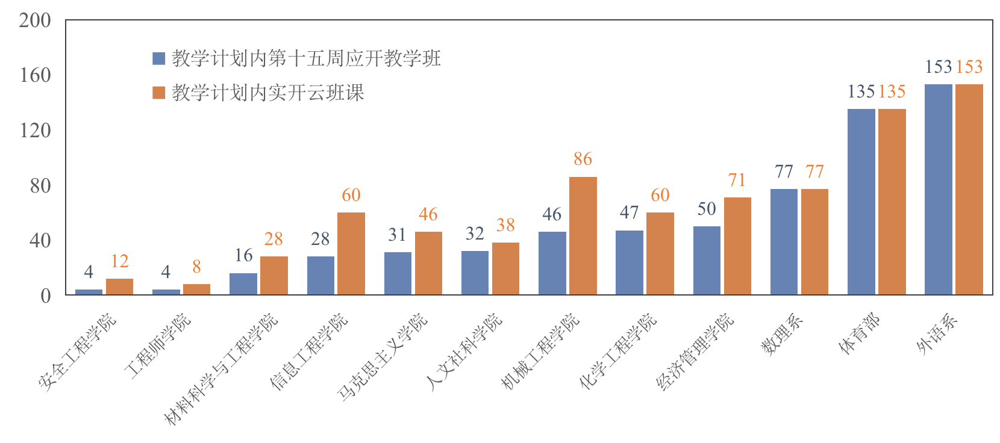 200
160
120
80
40
0
教学计划内第十五周应开教学班
教学计划内实开云班课
4 12 4 8 16 28 28 60 31 46 32 38 46 86 47 60 50 71 77 77 135 135 153 153
安全工程学院
工程师学院
材料科学与工程学院
信息工程学院
马克思主义学院
人文社科学院
机械工程学院
化学工程学院
经济管理学院
数理系
体育部
外语系